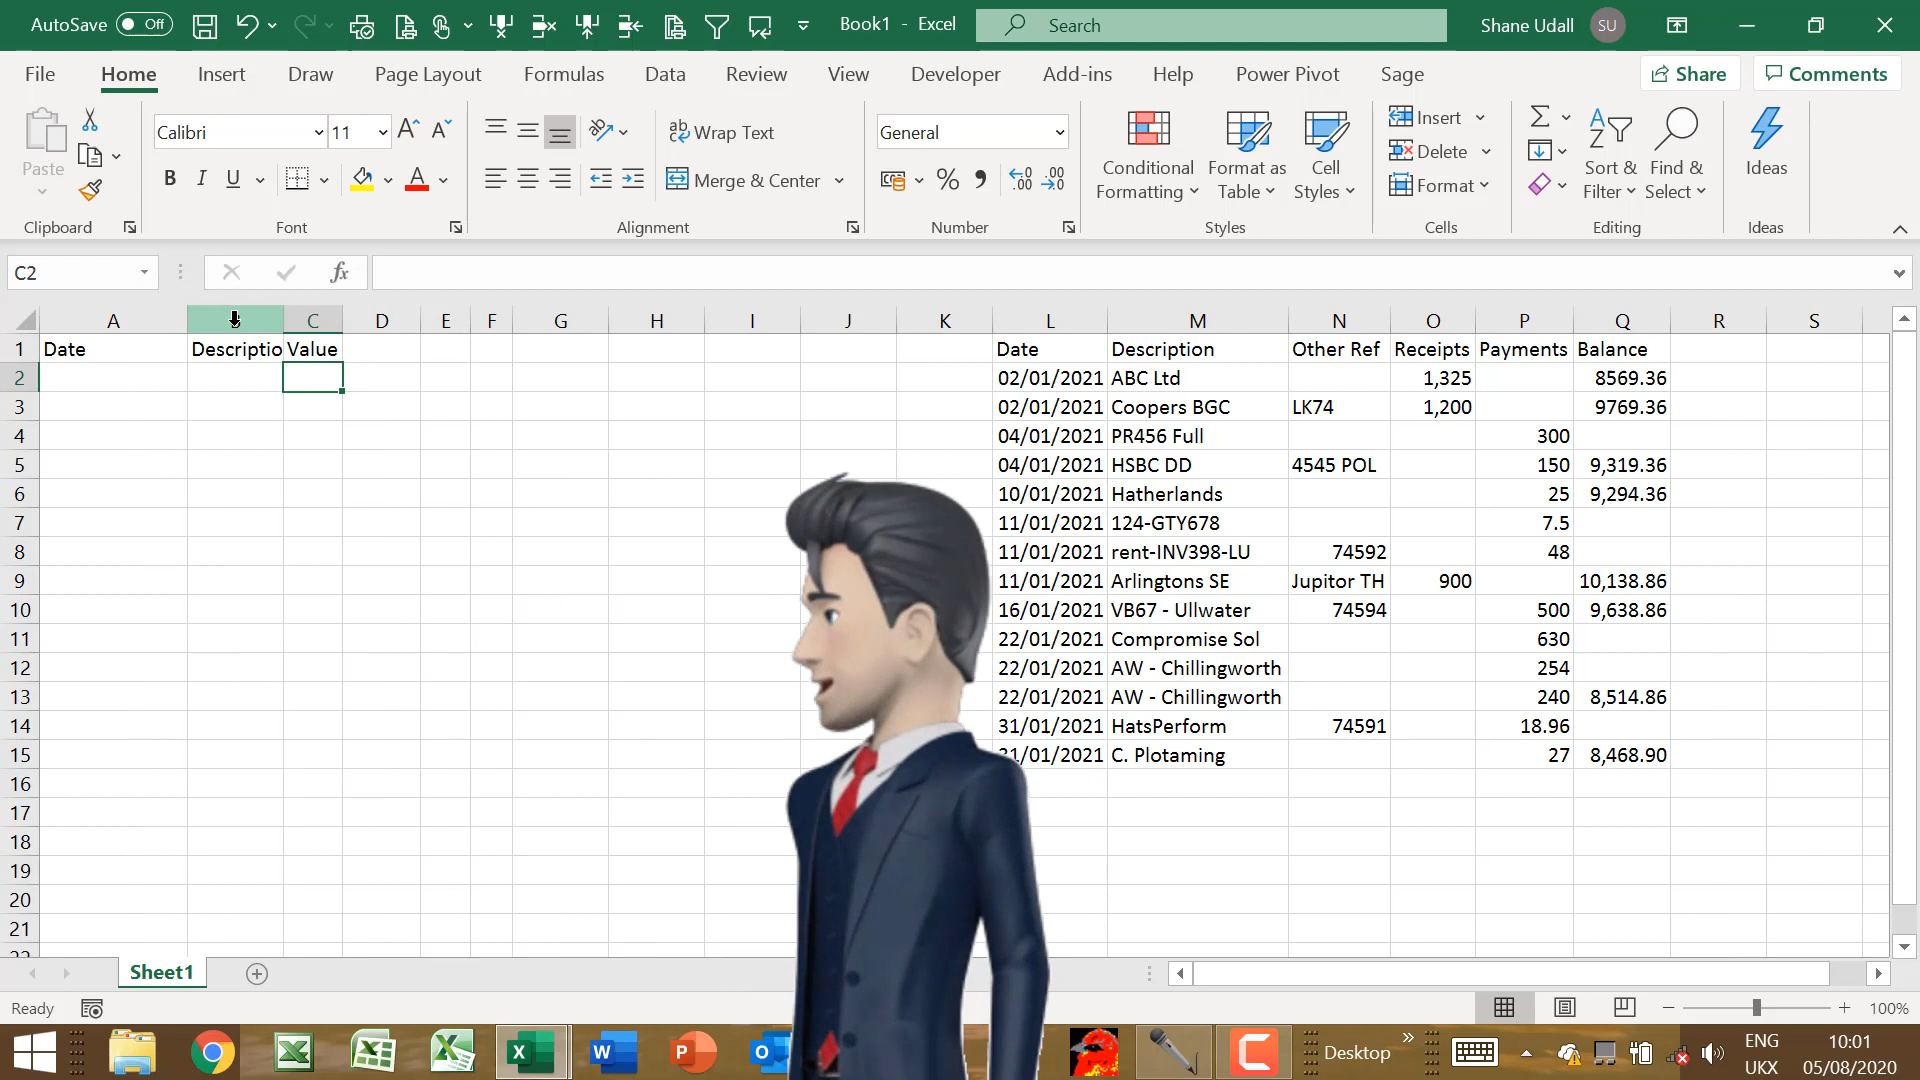 AutoSave Off Book1 - Excel Search Shane Udall SU
File Home Insert Draw Page Layout Formulas Data Review View Developer Add-ins Help Power Pivot Sage Share Comments
Calibri 11 A A ab Wrap Text General Insert Σ
Paste B I U A Merge & Center % Conditional Formatting Format as Table Cell Styles Delete Format Sort & Filter Find & Select Ideas
Clipboard Font Alignment Number Styles Cells Editing Ideas
C2 fx
A C D E F G H I J K L M N O P Q R S
1 Date Descriptio Value Date Description Other Ref Receipts Payments Balance
2 02/01/2021 ABC Ltd 1,325 8569.36
3 02/01/2021 Coopers BGC LK74 1,200 9769.36
4 04/01/2021 PR456 Full 300
5 04/01/2021 HSBC DD 4545 POL 150 9,319.36
6 10/01/2021 Hatherlands 25 9,294.36
7 11/01/2021 124-GTY678 7.5
8 11/01/2021 rent-INV398-LU 74592 48
9 11/01/2021 Arlingtons SE Jupitor TH 900 10,138.86
10 16/01/2021 VB67 - Ullwater 74594 500 9,638.86
11 22/01/2021 Compromise Sol 630
12 22/01/2021 AW - Chillingworth 254
13 22/01/2021 AW - Chillingworth 240 8,514.86
14 31/01/2021 HatsPerform 74591 18.96
15 /01/2021 C. Plotaming 27 8,468.90
16
17
18
19
20
21
Sheet1
Ready 100%
Desktop ENG 10:01
UKX 05/08/2020